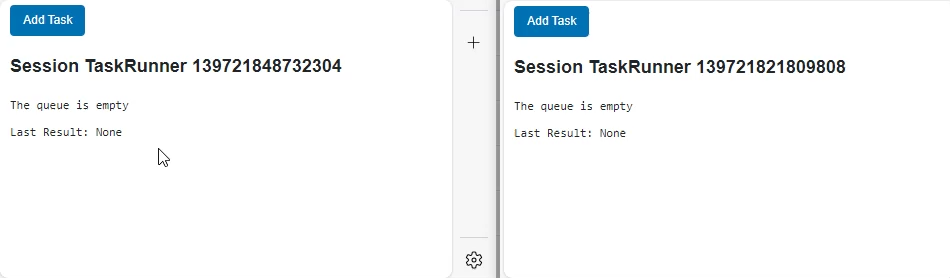 Add Task
Session TaskRunner 139721848732304
The queue is empty
Last Result: None
Add Task
Session TaskRunner 139721821809808
The queue is empty
Last Result: None